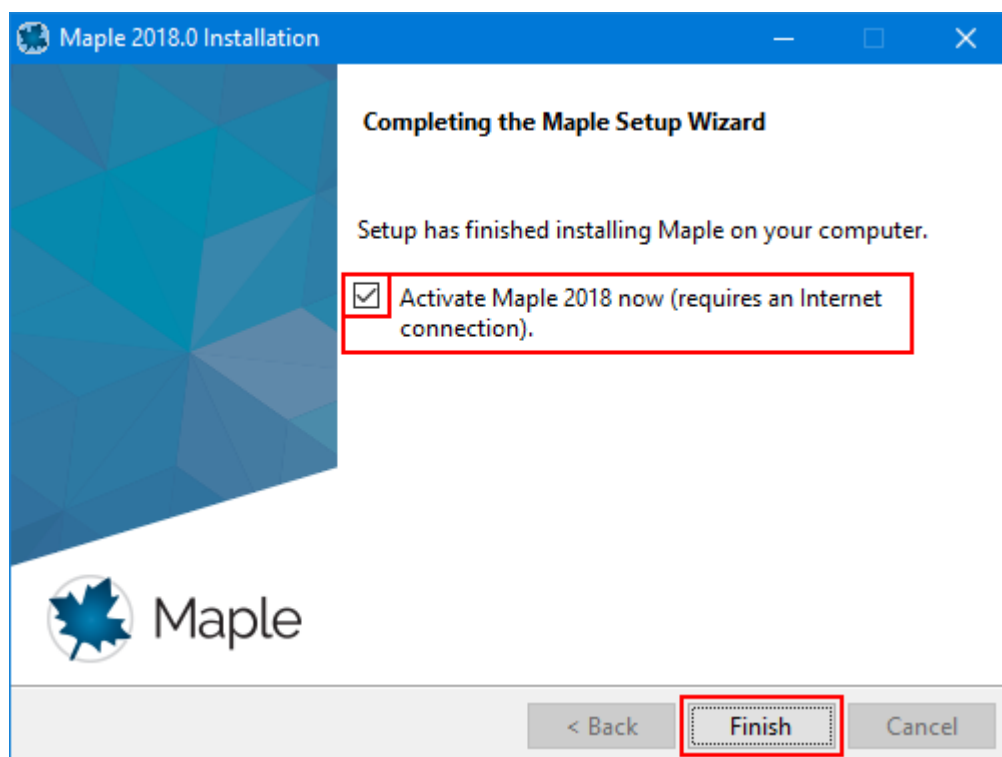 Maple 2018.0 Installation
Completing the Maple Setup Wizard
Setup has finished installing Maple on your computer.
Activate Maple 2018 now (requires an Internet
connection).
Maple
< Back Finish Cancel